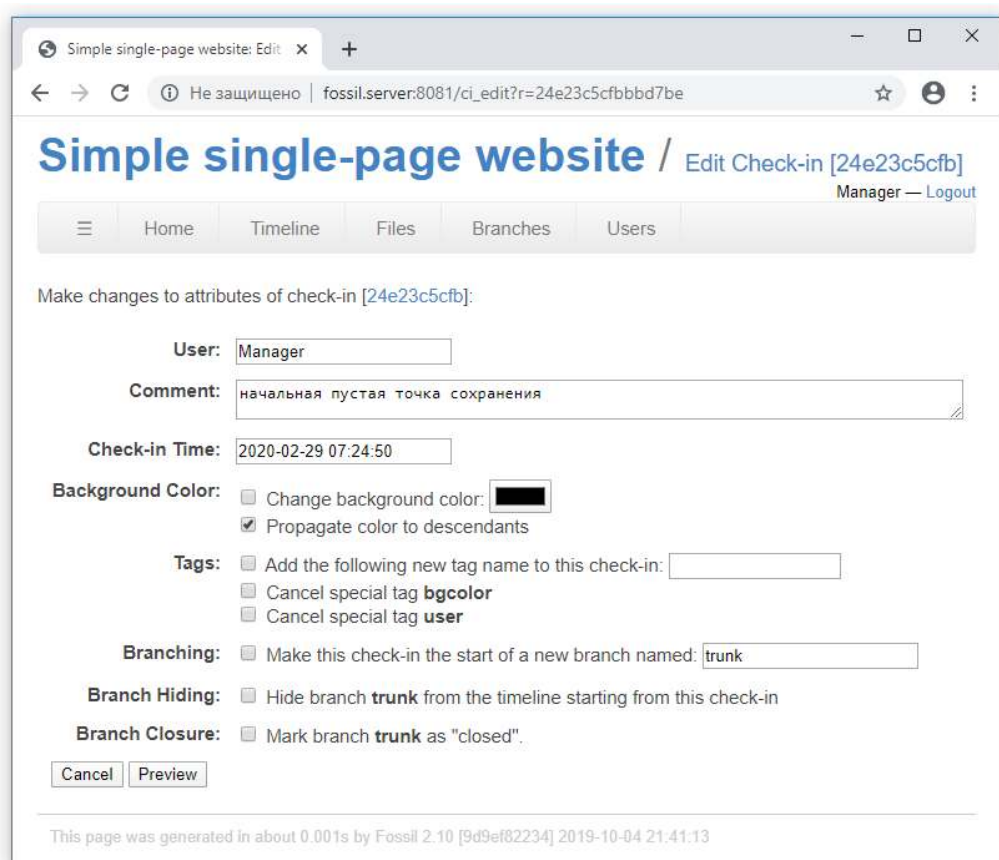 Simple single-page website: Edit
Не защищено | fossil.server:8081/ci_edit?r=24e23c5cfbbbd7be
Simple single-page website / Edit Check-in [24e23c5cfb]
Manager — Logout
☰ Home Timeline Files Branches Users
Make changes to attributes of check-in [24e23c5cfb]:
User: Manager
Comment: начальная пустая точка сохранения
Check-in Time: 2020-02-29 07:24:50
Background Color: Change background color:
Propagate color to descendants
Tags: Add the following new tag name to this check-in:
Cancel special tag bgcolor
Cancel special tag user
Branching: Make this check-in the start of a new branch named: trunk
Branch Hiding: Hide branch trunk from the timeline starting from this check-in
Branch Closure: Mark branch trunk as "closed".
Cancel Preview
This page was generated in about 0.001s by Fossil 2.10 [9d9ef82234] 2019-10-04 21:41:13